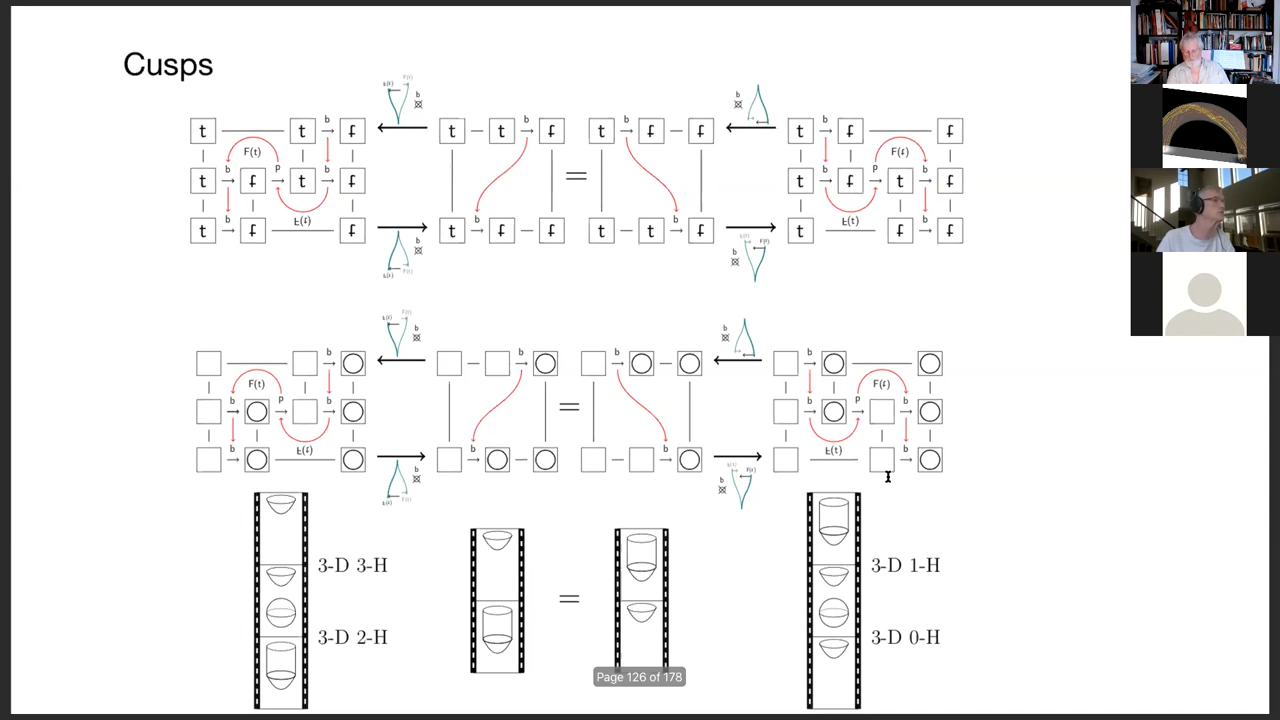 Cusps
E(t) F(t)
b
b
t t b f
t t b f
t b f f
t b f f
F(t)
F(f)
b f p t b f
t b f p t b f
E(f)
E(t)
t b f f
t b f f
t t b f
t f b f
b
b
E(t) F(t)
E(t) F(t)
E(t) F(t)
b
b
b
b
b
b
F(t)
F(f)
b p b
b p b
E(f)
E(t)
b
b
b
b
b
b
E(t) F(t)
E(t) F(t)
3-D 3-H
3-D 1-H
=
3-D 2-H
3-D 0-H
Page 126 of 178